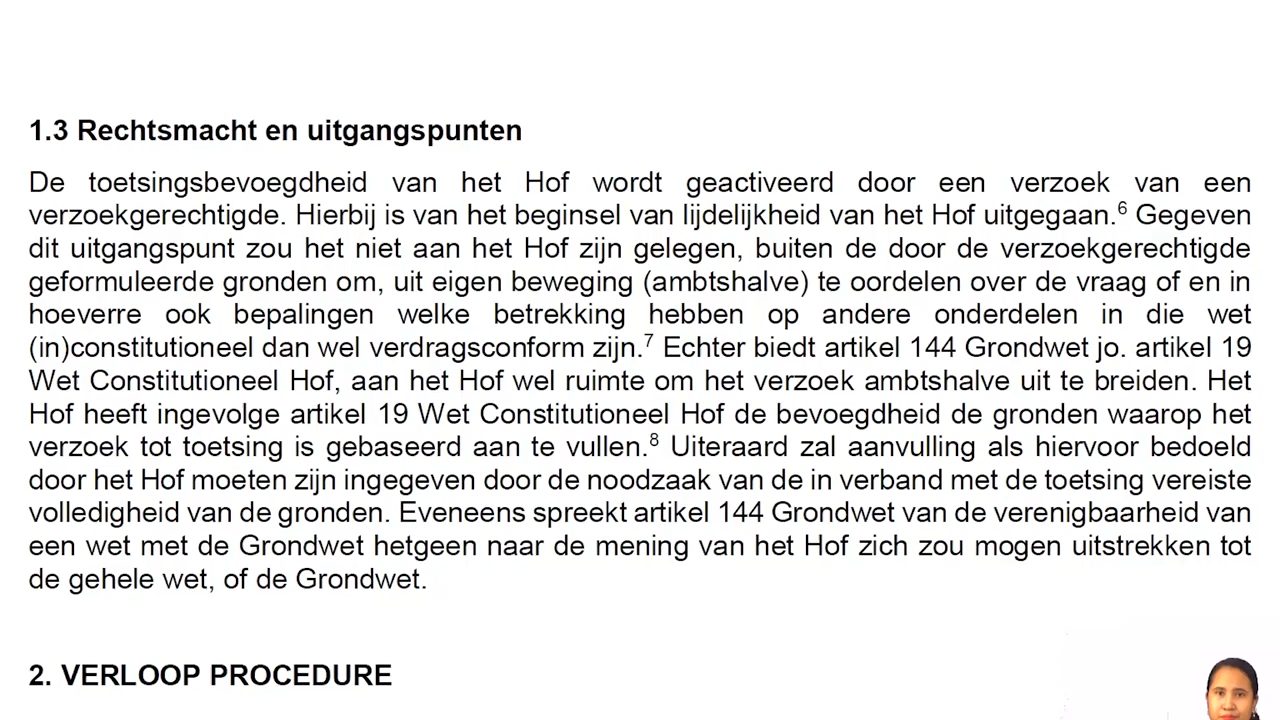 1.3 Rechtsmacht en uitgangspunten
De toetsingsbevoegdheid van het Hof wordt geactiveerd door een verzoek van een
verzoekgerechtigde. Hierbij is van het beginsel van lijdelijkheid van het Hof uitgegaan.⁶ Gegeven
dit uitgangspunt zou het niet aan het Hof zijn gelegen, buiten de door de verzoekgerechtigde
geformuleerde gronden om, uit eigen beweging (ambtshalve) te oordelen over de vraag of en in
hoeverre ook bepalingen welke betrekking hebben op andere onderdelen in die wet
(in)constitutioneel dan wel verdragsconform zijn.⁷ Echter biedt artikel 144 Grondwet jo. artikel 19
Wet Constitutioneel Hof, aan het Hof wel ruimte om het verzoek ambtshalve uit te breiden. Het
Hof heeft ingevolge artikel 19 Wet Constitutioneel Hof de bevoegdheid de gronden waarop het
verzoek tot toetsing is gebaseerd aan te vullen.⁸ Uiteraard zal aanvulling als hiervoor bedoeld
door het Hof moeten zijn ingegeven door de noodzaak van de in verband met de toetsing vereiste
volledigheid van de gronden. Eveneens spreekt artikel 144 Grondwet van de verenigbaarheid van
een wet met de Grondwet hetgeen naar de mening van het Hof zich zou mogen uitstrekken tot
de gehele wet, of de Grondwet.
2. VERLOOP PROCEDURE